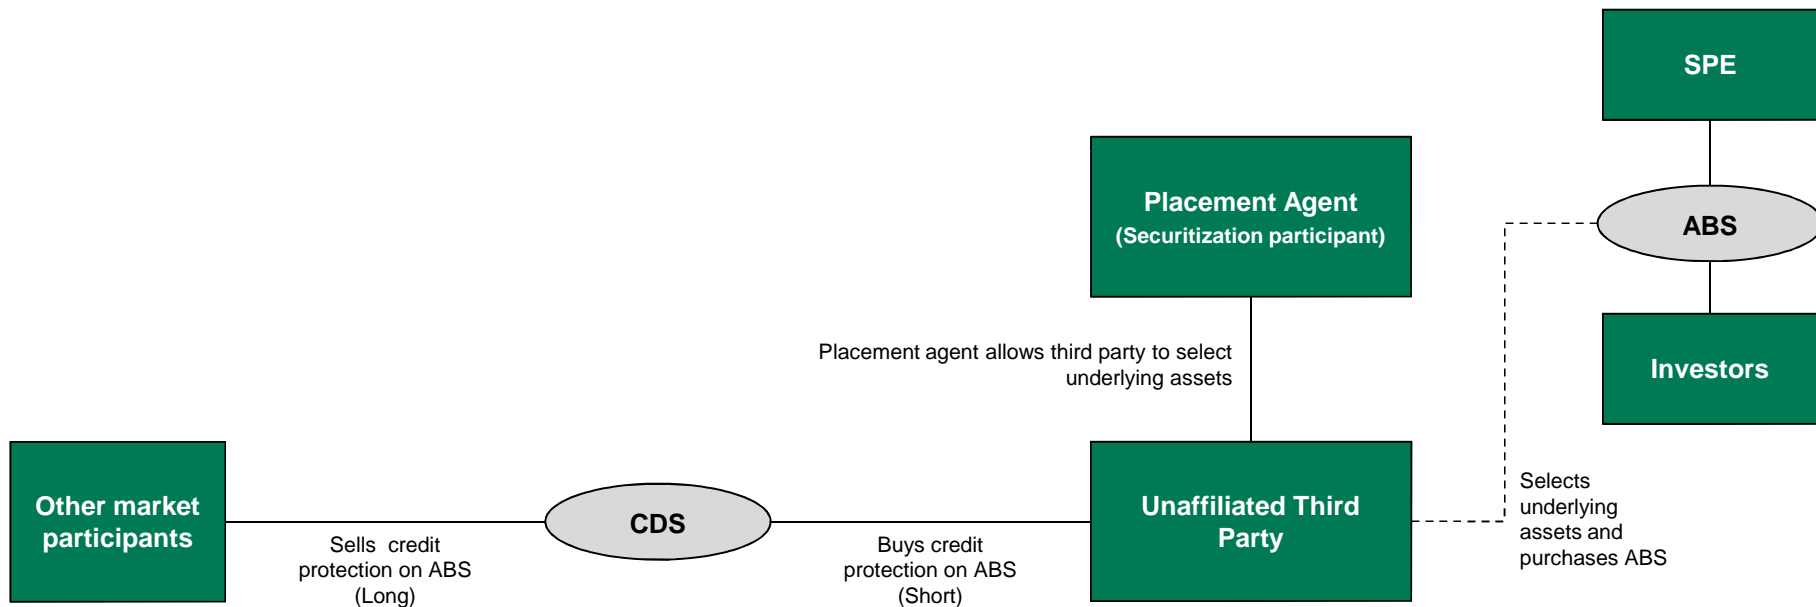 SPE
Placement Agent
(Securitization participant)
ABS
Placement agent allows third party to select
underlying assets
Investors
Other market
participants
Sells credit
protection on ABS
(Long)
CDS
Buys credit
protection on ABS
(Short)
Unaffiliated Third
Party
Selects
underlying
assets and
purchases ABS